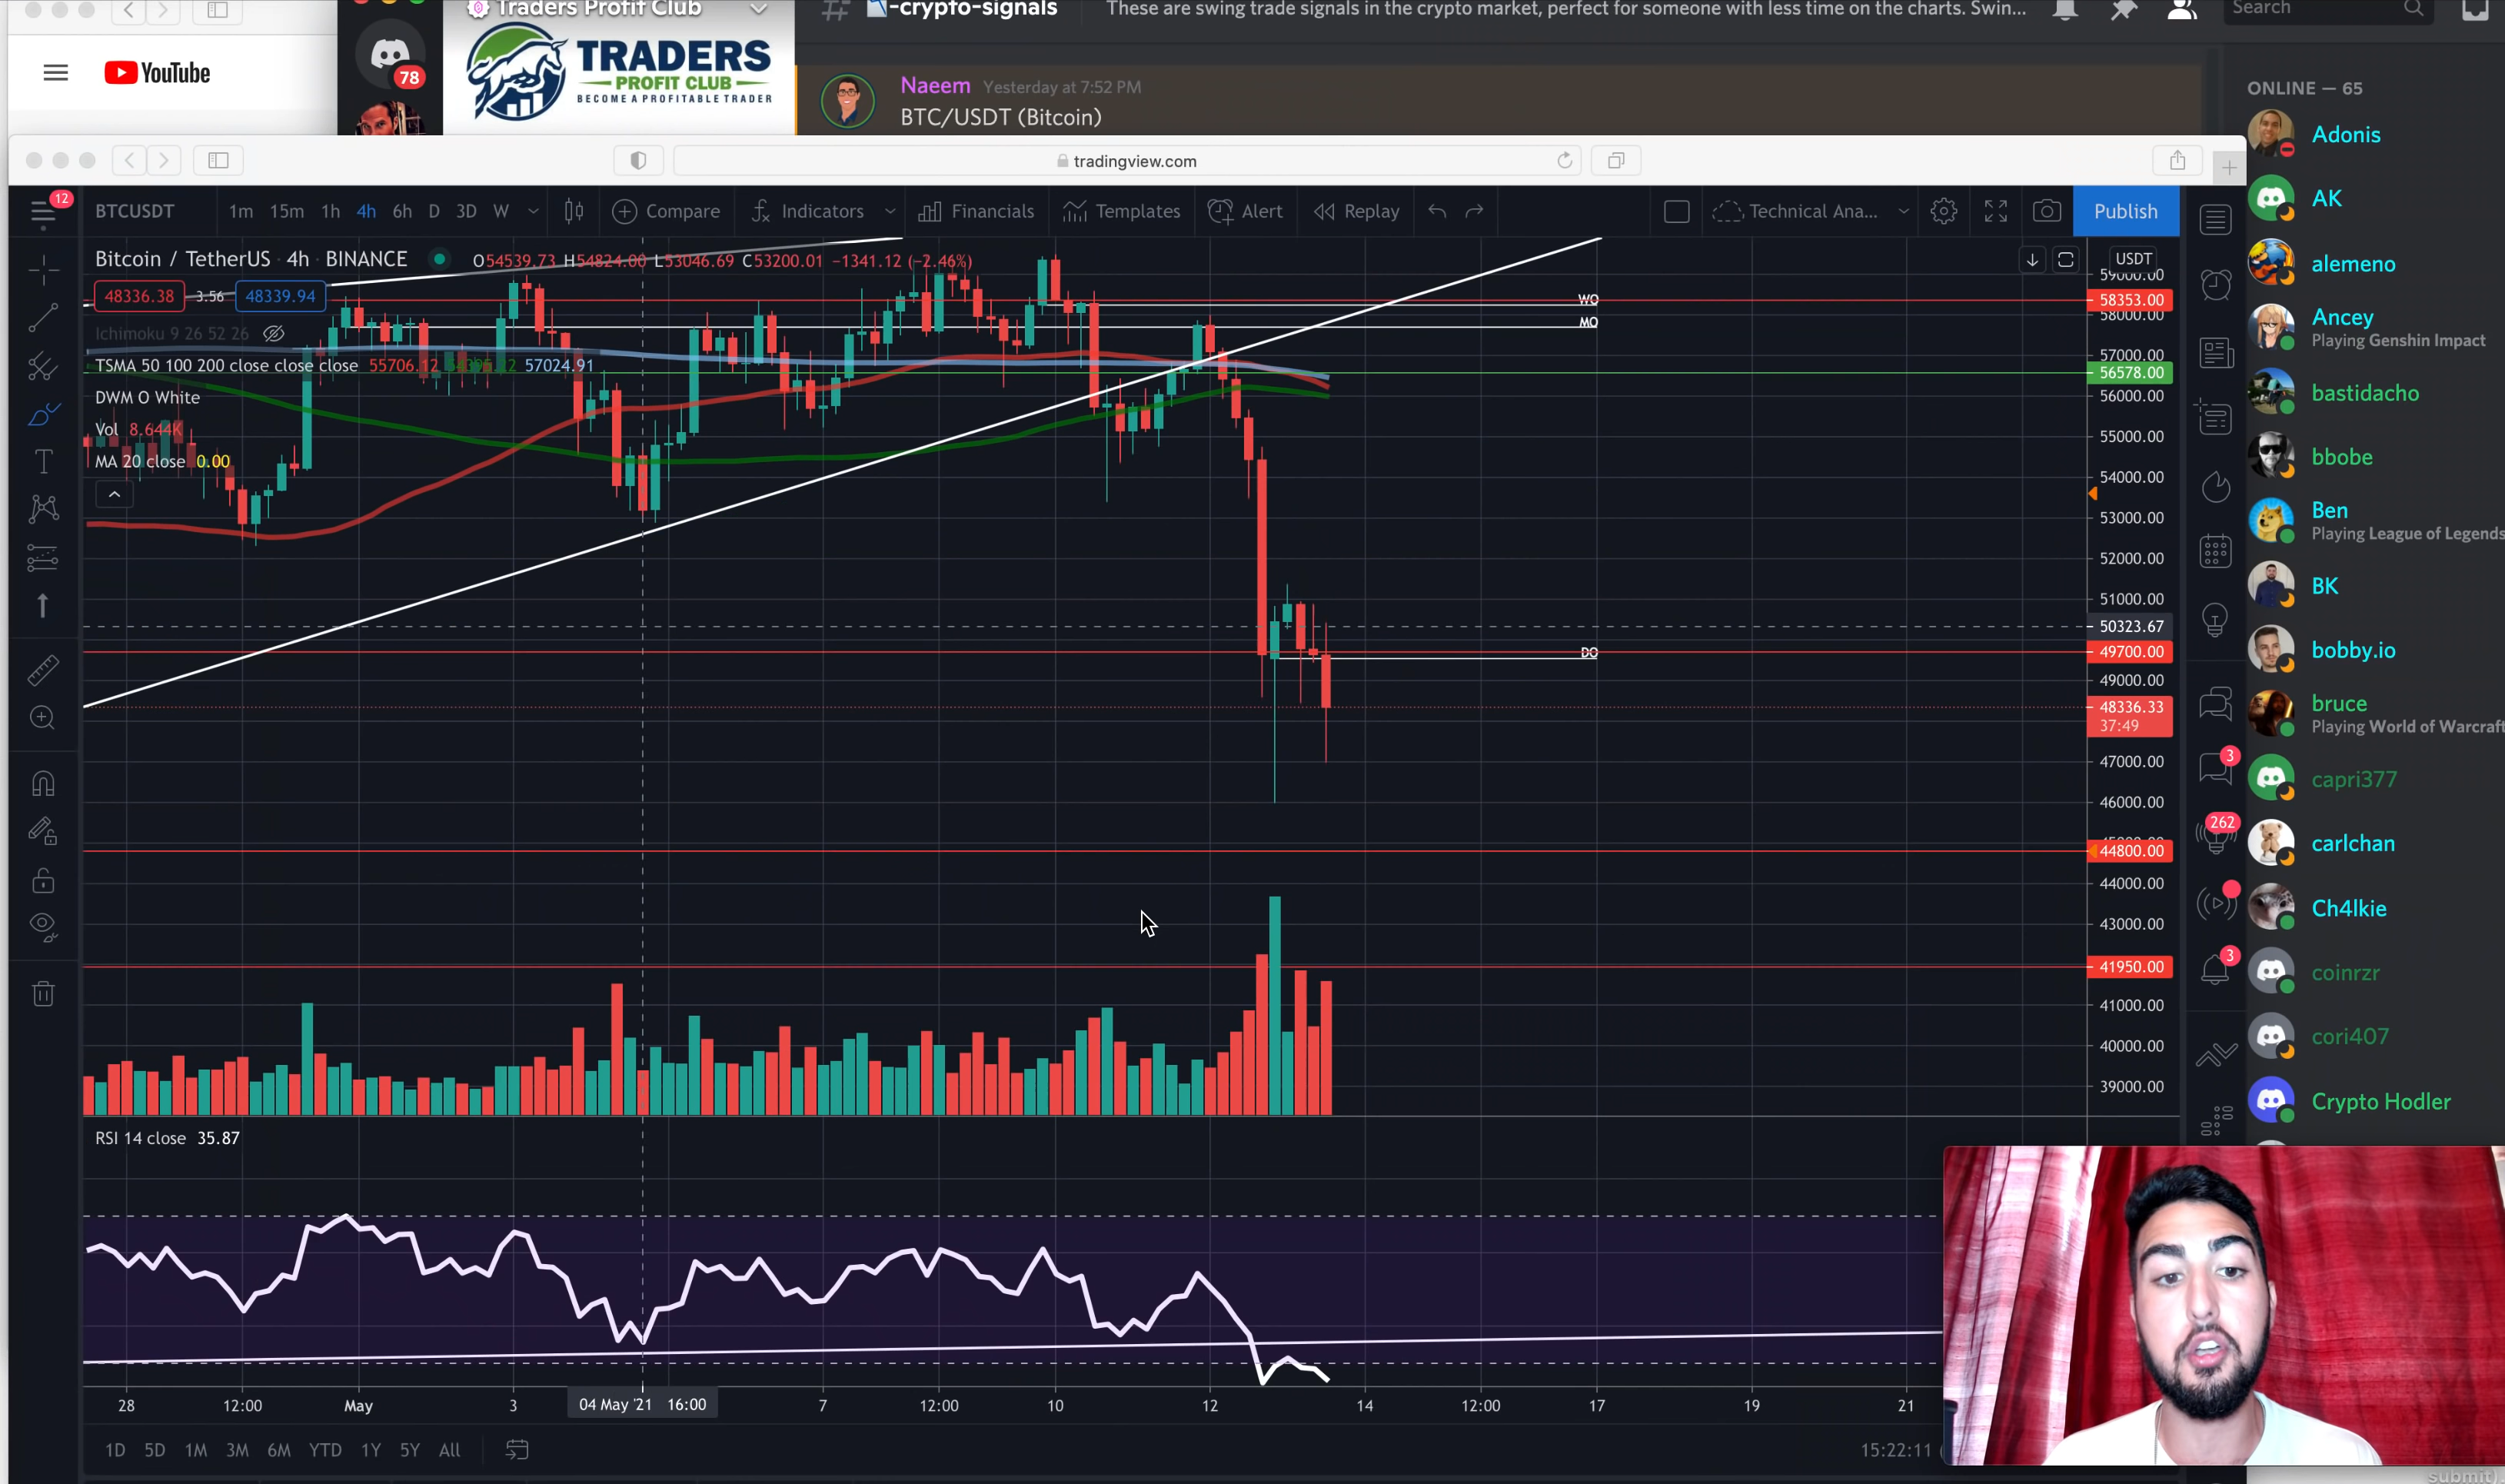 Traders Profit Club
-crypto-signals
These are swing trade signals in the crypto market, perfect for someone with less time on the charts. Swin...
Search
YouTube
78
TRADERS
PROFIT CLUB
BECOME A PROFITABLE TRADER
Naeem Yesterday at 7:52 PM
BTC/USDT (Bitcoin)
ONLINE — 65
Adonis
AK
alemeno
Ancey
Playing Genshin Impact
bastidacho
bbobe
Ben
Playing League of Legends
BK
bobby.io
bruce
Playing World of Warcraft
capri377
carlchan
Ch4lkie
coinrzr
cori407
Crypto Hodler
tradingview.com
12
BTCUSDT 1m 15m 1h 4h 6h D 3D W Compare Indicators Financials Templates Alert Replay Technical Ana... Publish
Bitcoin / TetherUS · 4h · BINANCE O54539.73 H54824.00 L53046.69 C53200.01 −1341.12 (−2.46%)
48336.38 3.56 48339.94
Ichimoku 9 26 52 26
TSMA 50 100 200 close close close 55706.12 57024.91
DWM O White
Vol 8.644K
MA 20 close 0.00
WO
MO
DO
USDT
59000.00
58353.00
58000.00
57000.00
56578.00
56000.00
55000.00
54000.00
53000.00
52000.00
51000.00
50323.67
49700.00
49000.00
48336.33
37:49
47000.00
46000.00
44800.00
44000.00
43000.00
41950.00
41000.00
40000.00
39000.00
3
262
3
RSI 14 close 35.87
28 12:00 May 3 04 May '21 16:00 7 12:00 10 12 14 12:00 17 19 21
1D 5D 1M 3M 6M YTD 1Y 5Y All
15:22:11 (
submit)